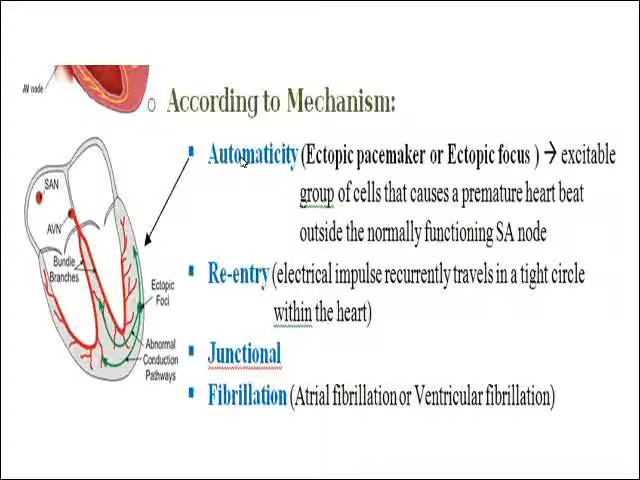 AV node
According to Mechanism:
Automaticity (Ectopic pacemaker or Ectopic focus ) → excitable
group of cells that causes a premature heart beat
outside the normally functioning SA node
Re-entry (electrical impulse recurrently travels in a tight circle
within the heart)
Junctional
Fibrillation (Atrial fibrillation or Ventricular fibrillation)
SAN
AVN
Bundle
Branches
Ectopic
Foci
Abnormal
Conduction
Pathways